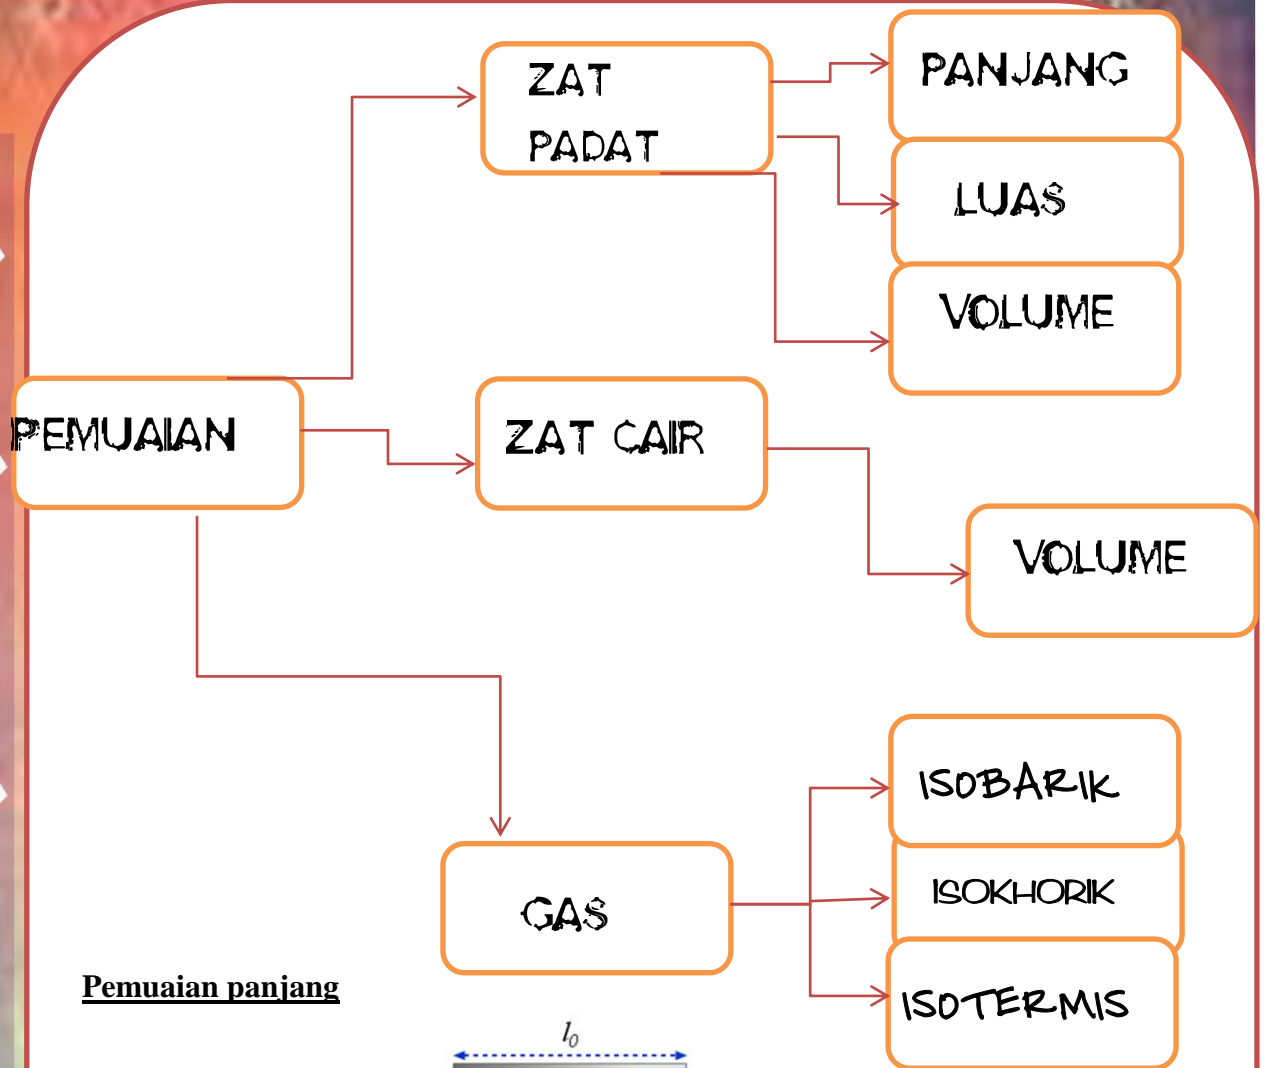 ZAT
PADAT
PANJANG
LUAS
VOLUME
PEMUAIAN
ZAT CAIR
VOLUME
GAS
ISOBARIK
ISOKHORIK
ISOTERMIS
Pemuaian panjang
l₀